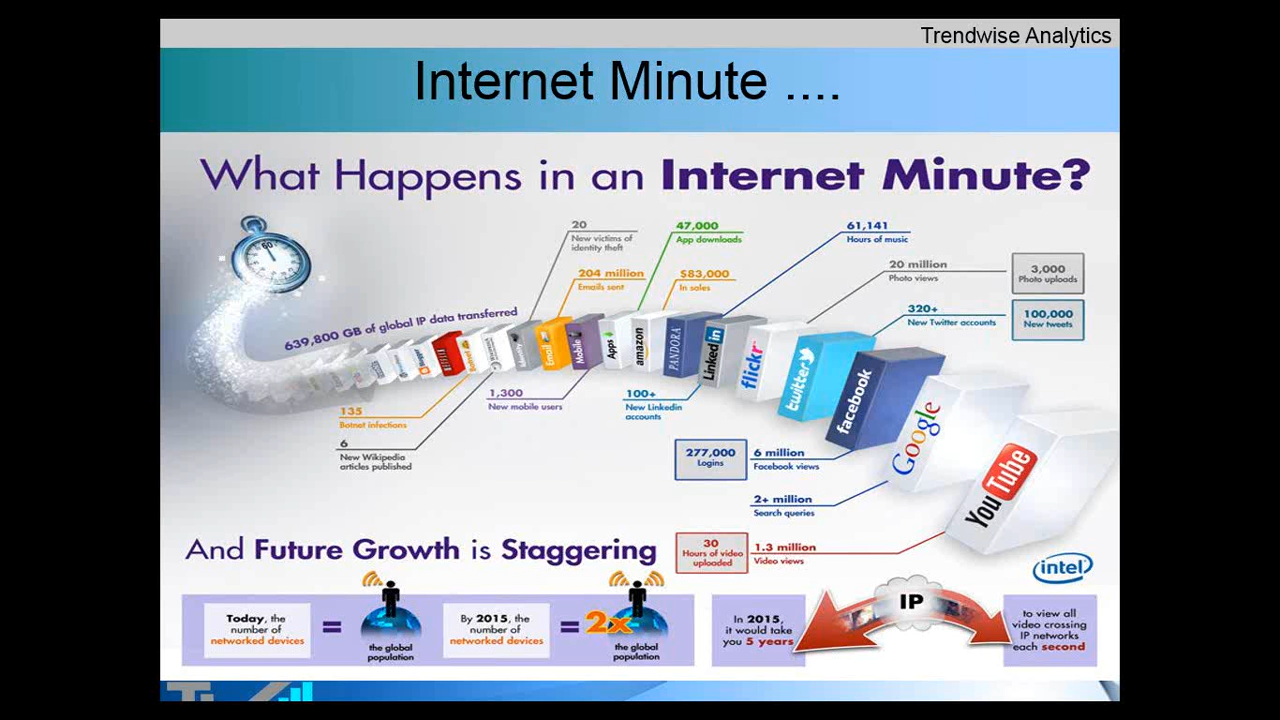 Trendwise Analytics
Internet Minute ....
What Happens in an Internet Minute?
60
20
New victims of
identity theft
47,000
App downloads
61,141
Hours of music
204 million
Emails sent
$83,000
In sales
20 million
Photo views
3,000
Photo uploads
320+
New Twitter accounts
100,000
New tweets
639,800 GB of global IP data transferred
NETFLIX
Botnet
Identity
Email
Mobile
Apps
amazon
PANDORA
Linkedin
flickr
twitter
facebook
Google
YouTube
135
Botnet infections
6
New Wikipedia
articles published
1,300
New mobile users
100+
New Linkedin
accounts
277,000
Logins
6 million
Facebook views
2+ million
Search queries
30
Hours of video
uploaded
1.3 million
Video views
And Future Growth is Staggering
intel
Today, the
number of
networked devices
=
the global
population
By 2015, the
number of
networked devices
=
2x
the global
population
In 2015,
it would take
you 5 years
IP
to view all
video crossing
IP networks
each second